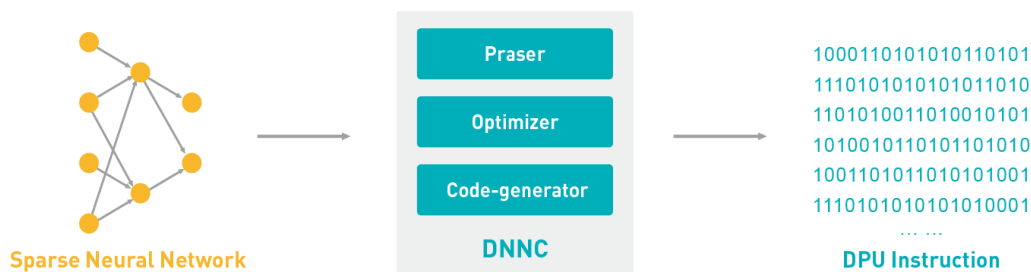 Praser
Optimizer
Code-generator
DNNC
Sparse Neural Network
1000110101010110101
1110101010101011010
1101010011010010101
1010010110101101010
1001101011010101001
1110101010101010001
... ...
DPU Instruction